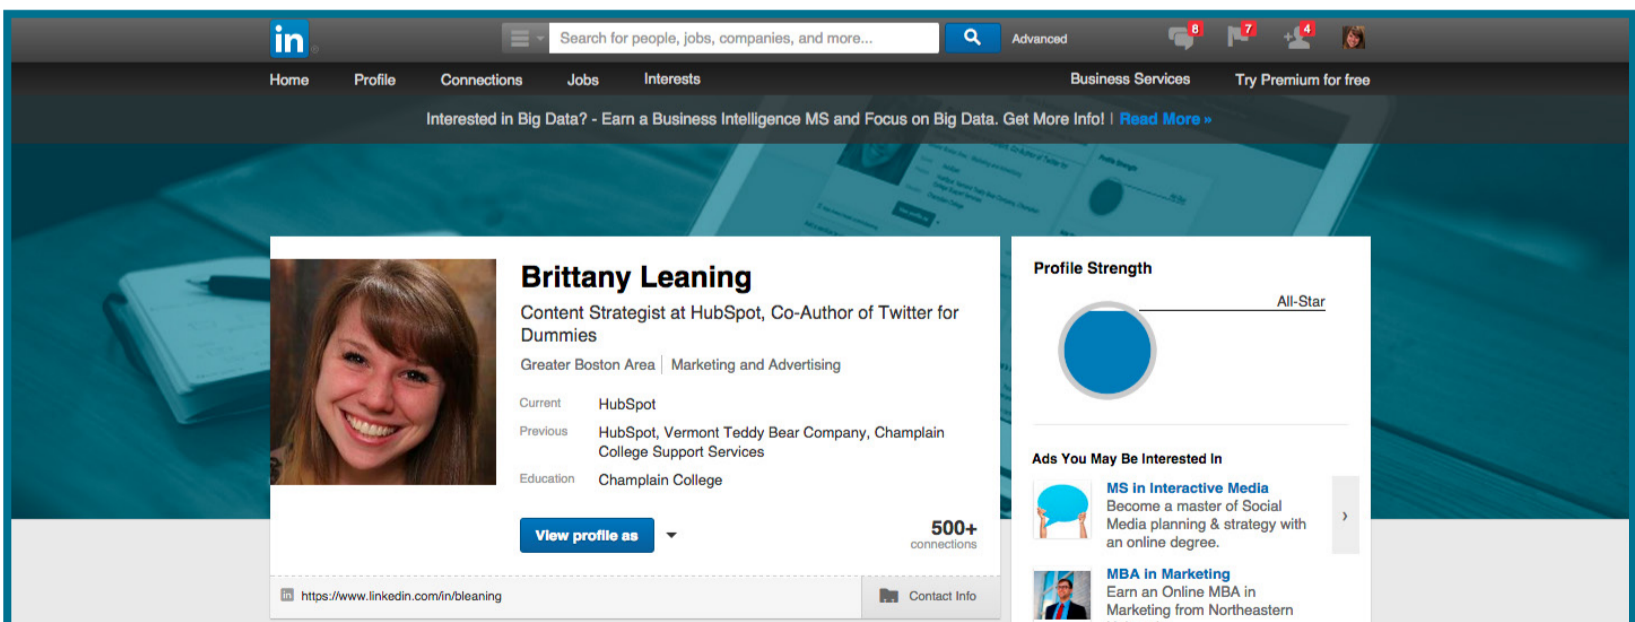 in
Search for people, jobs, companies, and more...
Advanced
8
7
4
Home
Profile
Connections
Jobs
Interests
Business Services
Try Premium for free
Interested in Big Data? - Earn a Business Intelligence MS and Focus on Big Data. Get More Info! | Read More »
Brittany Leaning
Content Strategist at HubSpot, Co-Author of Twitter for
Dummies
Greater Boston Area | Marketing and Advertising
Current HubSpot
Previous HubSpot, Vermont Teddy Bear Company, Champlain
College Support Services
Education Champlain College
View profile as
500+
connections
in https://www.linkedin.com/in/bleaning
Contact Info
Profile Strength
All-Star
Ads You May Be Interested In
MS in Interactive Media
Become a master of Social
Media planning & strategy with
an online degree.
MBA in Marketing
Earn an Online MBA in
Marketing from Northeastern